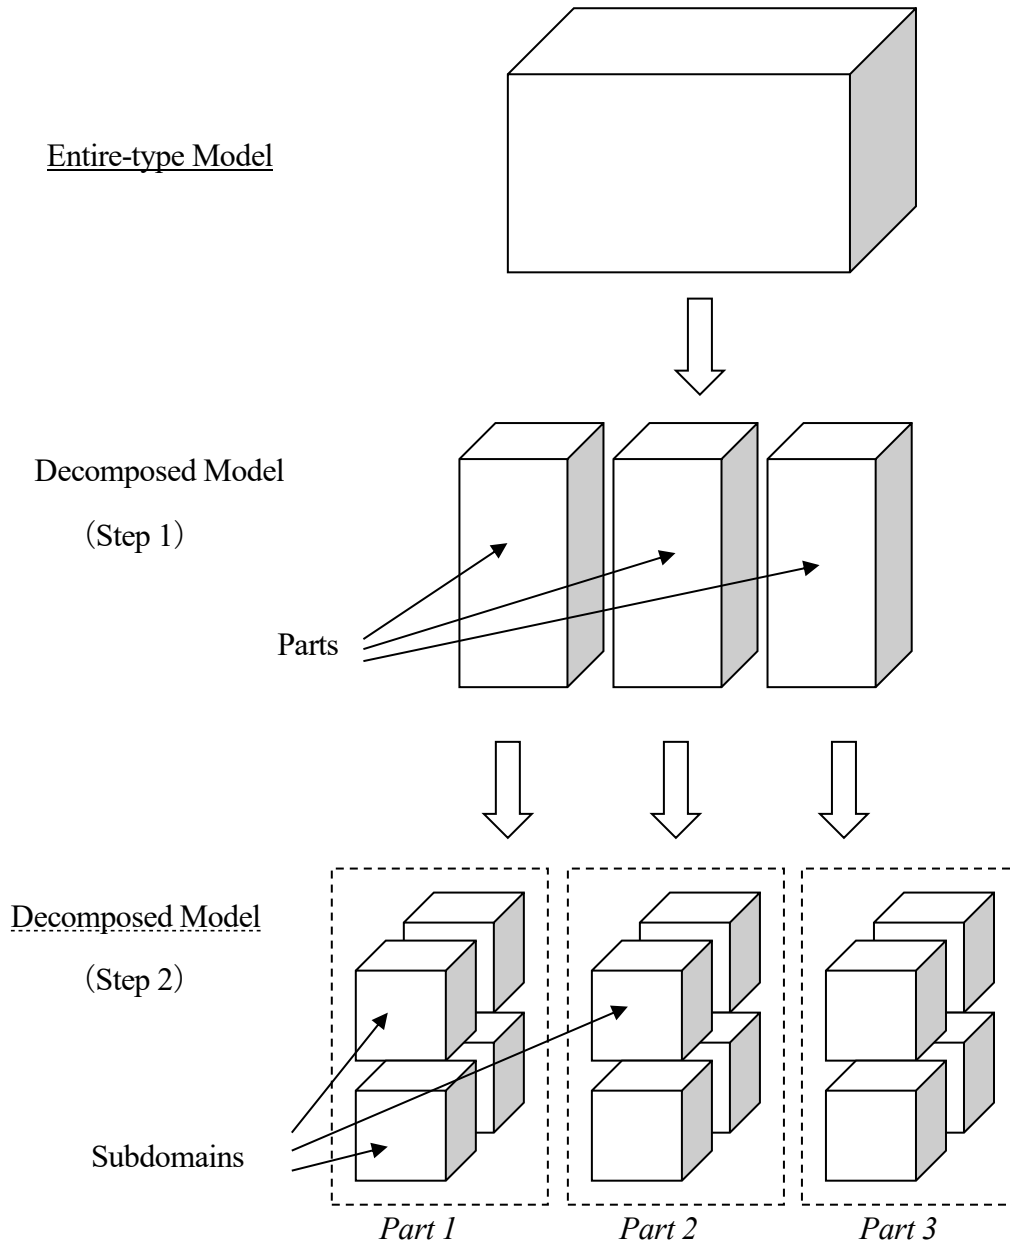 Entire-type Model
Decomposed Model
（Step 1）
Parts
Decomposed Model
（Step 2）
Subdomains
Part 1
Part 2
Part 3